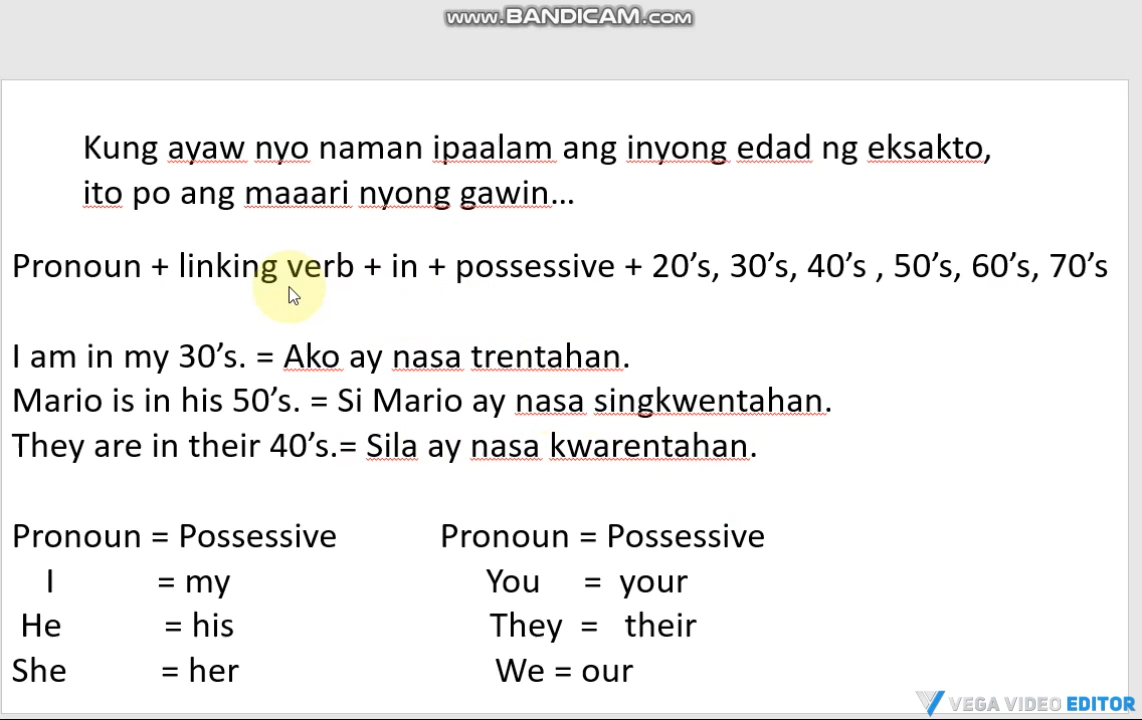 www.BANDICAM.com
Kung ayaw nyo naman ipaalam ang inyong edad ng eksakto,
ito po ang maaari nyong gawin...
Pronoun + linking verb + in + possessive + 20’s, 30’s, 40’s , 50’s, 60’s, 70’s
I am in my 30’s. = Ako ay nasa trentahan.
Mario is in his 50’s. = Si Mario ay nasa singkwentahan.
They are in their 40’s.= Sila ay nasa kwarentahan.
Pronoun = Possessive Pronoun = Possessive
I = my You = your
He = his They = their
She = her We = our
VEGA VIDEO EDITOR